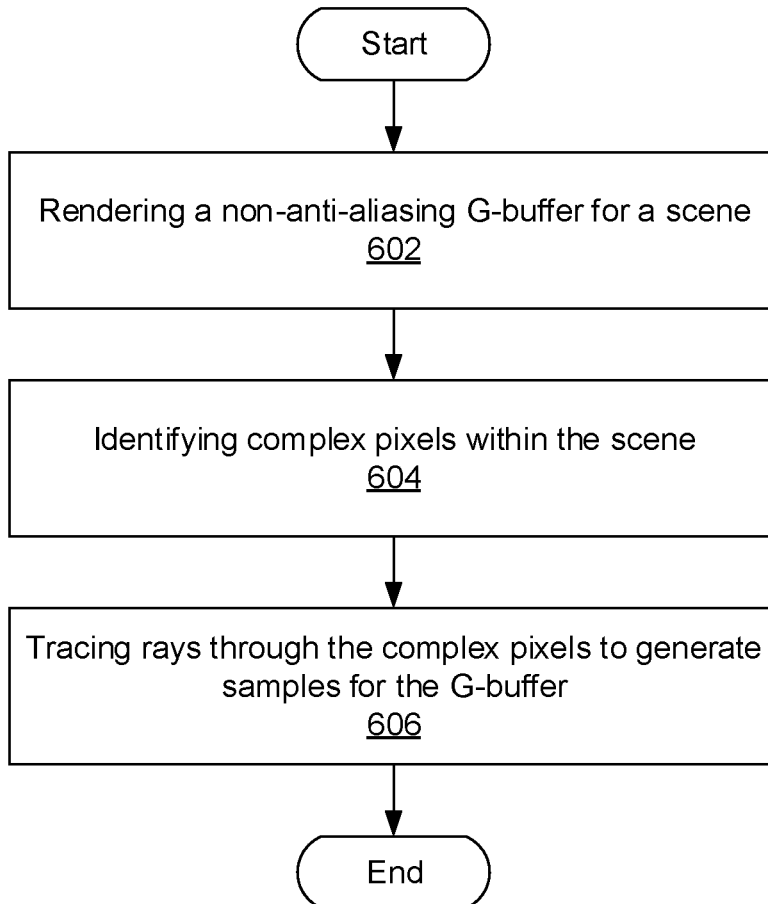 Start
Rendering a non-anti-aliasing G-buffer for a scene
602
Identifying complex pixels within the scene
604
Tracing rays through the complex pixels to generate
samples for the G-buffer
606
End